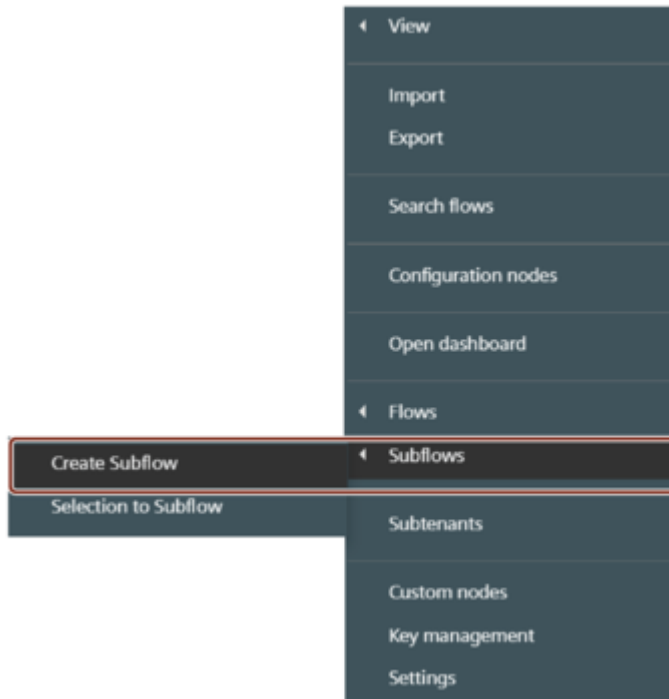 View
Import
Export
Search flows
Configuration nodes
Open dashboard
Flows
Subflows
Create Subflow
Selection to Subflow
Subtenants
Custom nodes
Key management
Settings